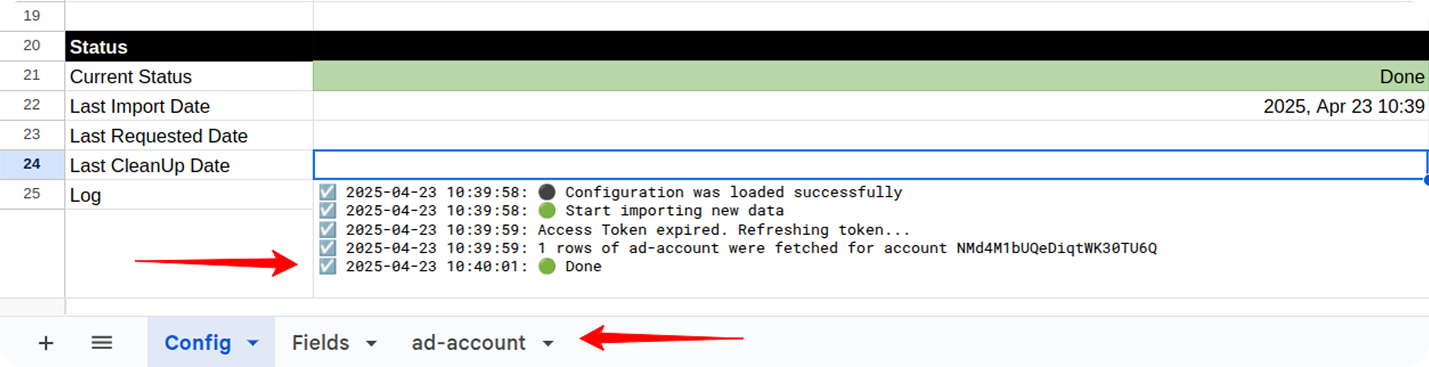 19
20 Status
21 Current Status Done
22 Last Import Date 2025, Apr 23 10:39
23 Last Requested Date
24 Last CleanUp Date
25 Log
☑️ 2025-04-23 10:39:58: ⚫ Configuration was loaded successfully
☑️ 2025-04-23 10:39:58: 🟢 Start importing new data
☑️ 2025-04-23 10:39:59: Access Token expired. Refreshing token...
☑️ 2025-04-23 10:39:59: 1 rows of ad-account were fetched for account NMd4M1bUQeDiqtWK30TU6Q
☑️ 2025-04-23 10:40:01: 🟢 Done
Config Fields ad-account